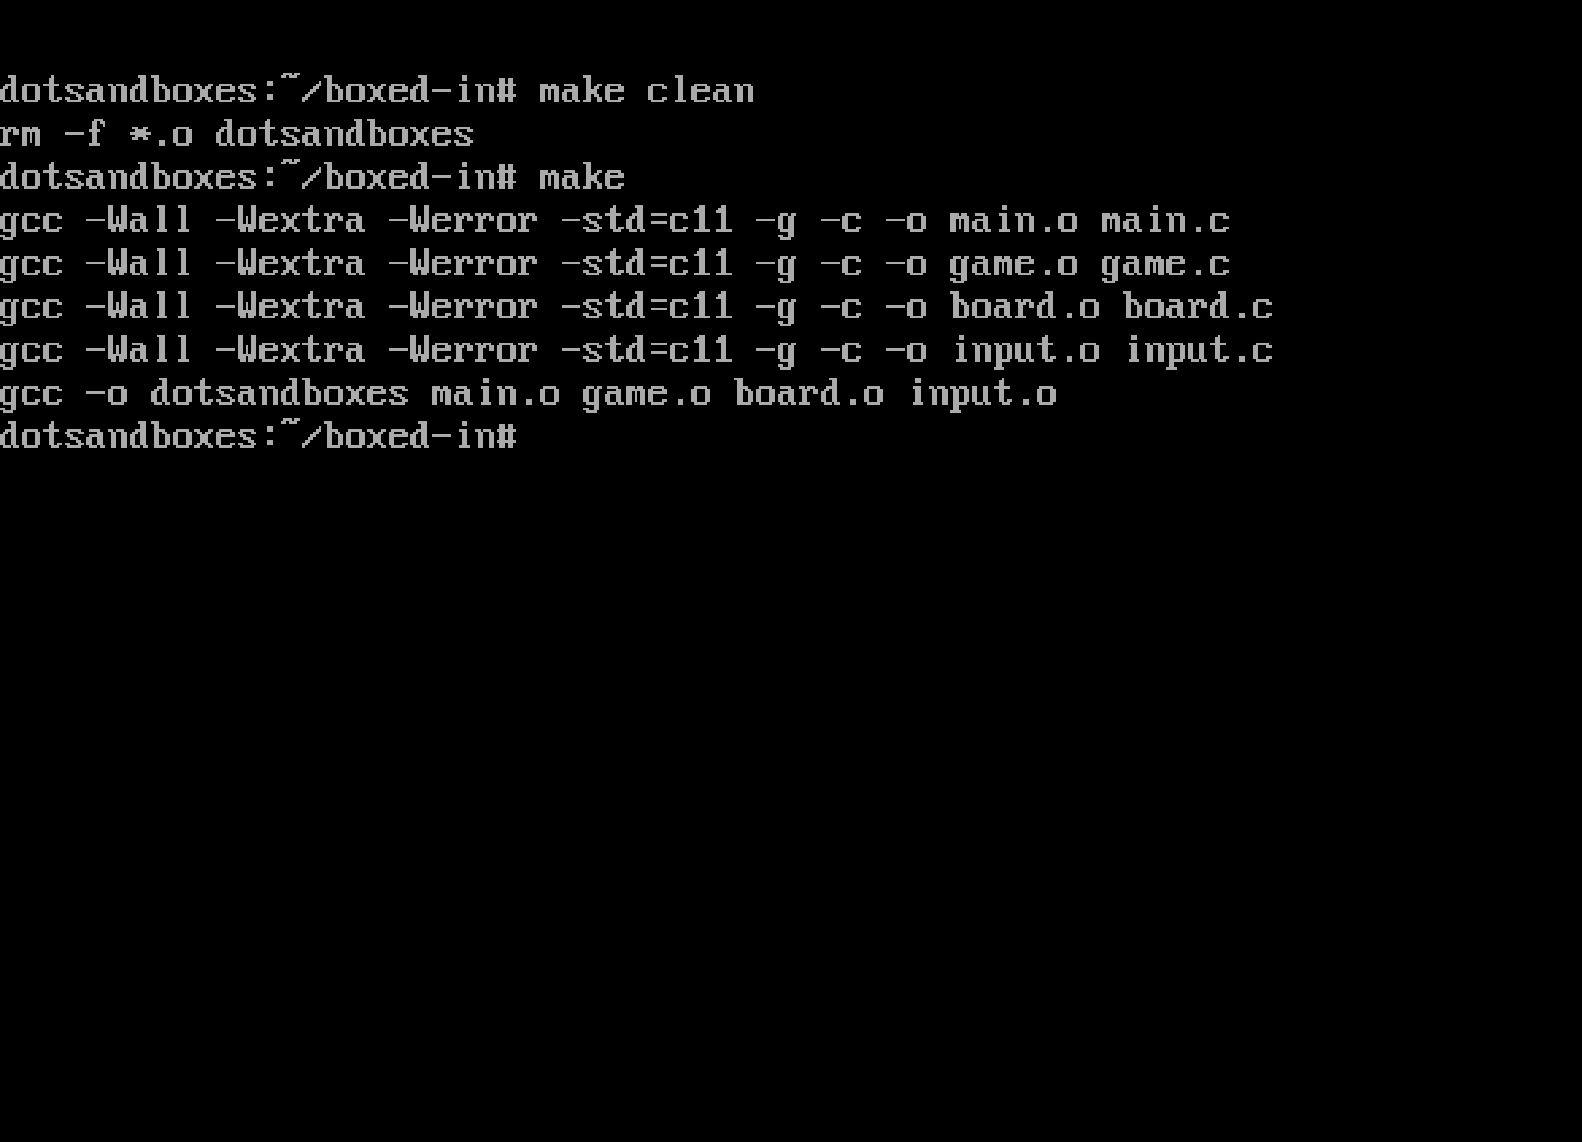 dotsandboxes:~/boxed-in# make clean
rm -f *.o dotsandboxes
dotsandboxes:~/boxed-in# make
gcc -Wall -Wextra -Werror -std=c11 -g -c -o main.o main.c
gcc -Wall -Wextra -Werror -std=c11 -g -c -o game.o game.c
gcc -Wall -Wextra -Werror -std=c11 -g -c -o board.o board.c
gcc -Wall -Wextra -Werror -std=c11 -g -c -o input.o input.c
gcc -o dotsandboxes main.o game.o board.o input.o
dotsandboxes:~/boxed-in#